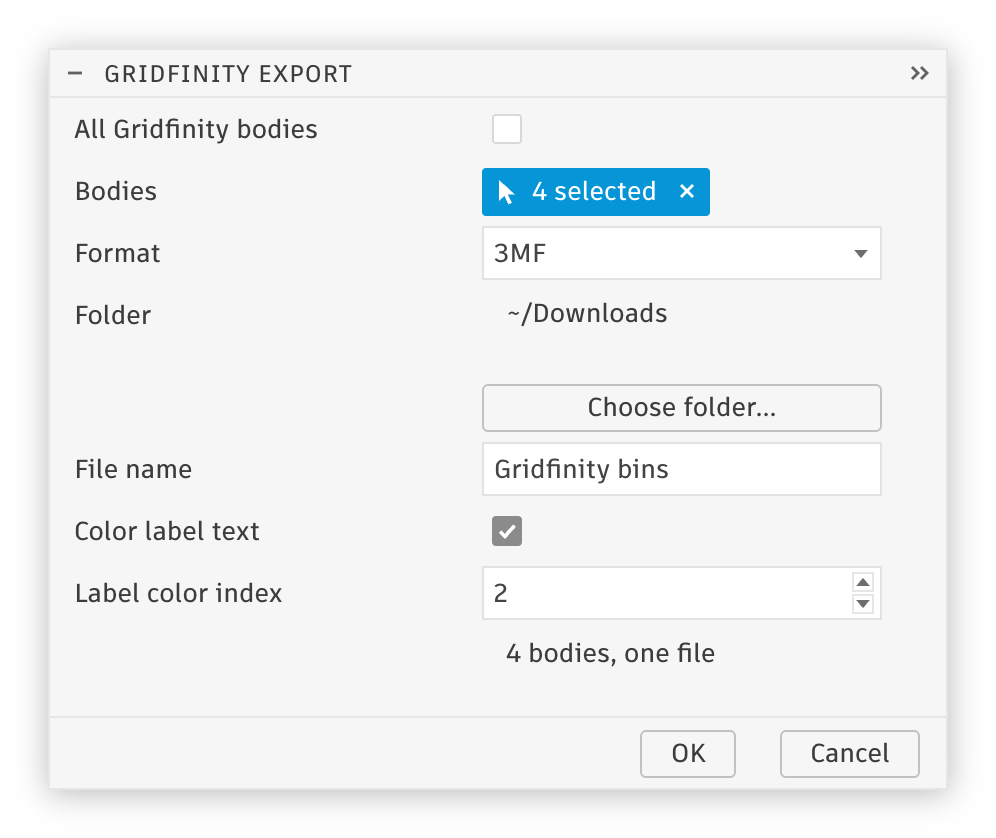 GRIDFINITY EXPORT
All Gridfinity bodies
Bodies 4 selected
Format 3MF
Folder ~/Downloads
Choose folder...
File name Gridfinity bins
Color label text
Label color index 2
4 bodies, one file
OK Cancel